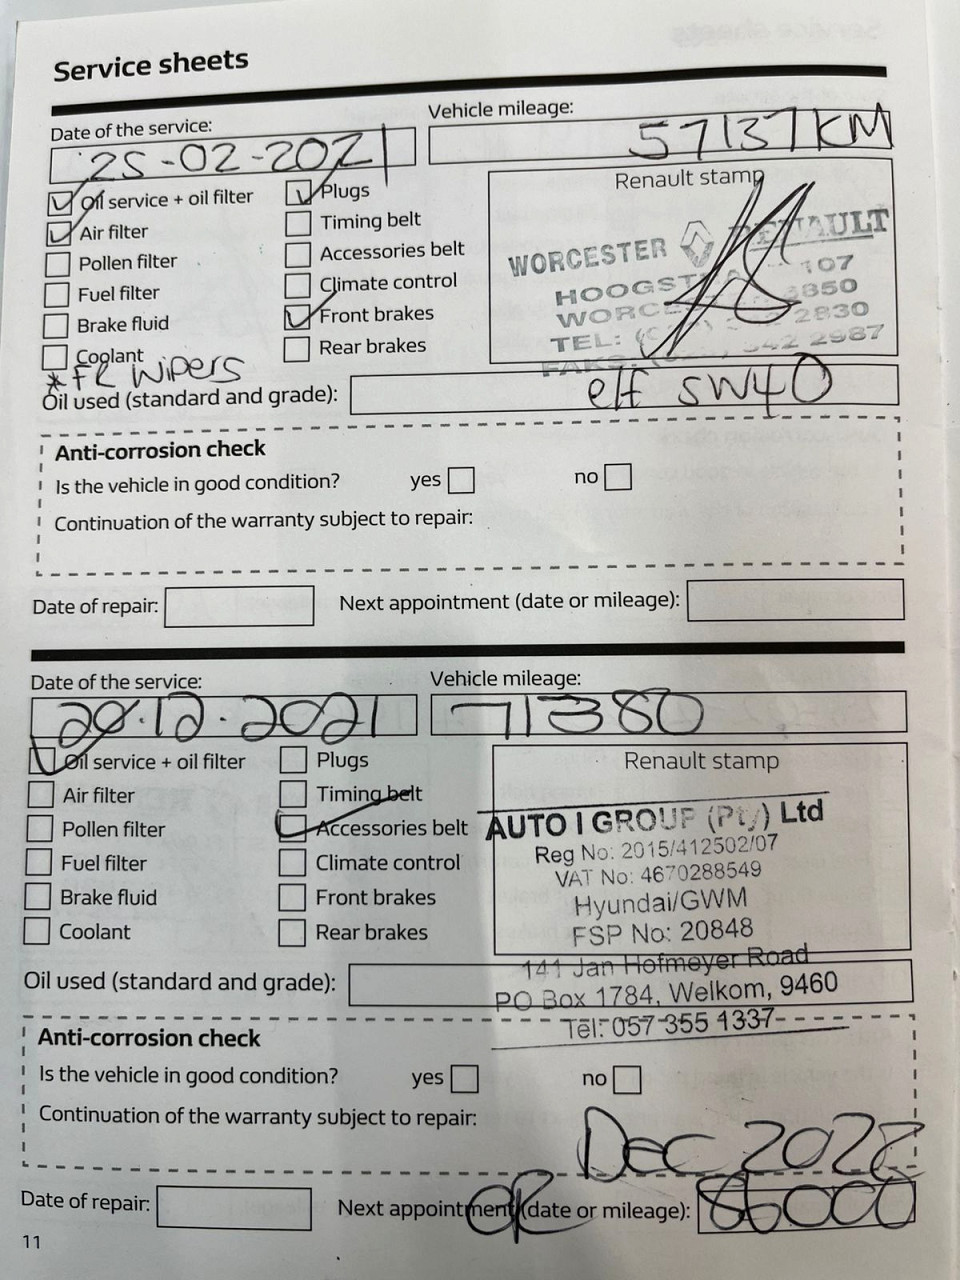 Service sheets
Date of the service:
Vehicle mileage:
25-02-2021
57137KM
Oil service + oil filter
Plugs
Renault stamp
Air filter
Timing belt
Pollen filter
Accessories belt
Fuel filter
Climate control
Brake fluid
Front brakes
Coolant
Rear brakes
WORCESTER RENAULT
107
6850
2830
TEL:
342 2987
*FR Wipers
Oil used (standard and grade):
elf 5W40
Anti-corrosion check
Is the vehicle in good condition?
yes
no
Continuation of the warranty subject to repair:
Date of repair:
Next appointment (date or mileage):
Date of the service:
Vehicle mileage:
20.12.2021
71380
Oil service + oil filter
Plugs
Renault stamp
Air filter
Timing belt
Pollen filter
Accessories belt
Fuel filter
Climate control
Brake fluid
Front brakes
Coolant
Rear brakes
AUTO I GROUP (Pty) Ltd
Reg No: 2015/412502/07
VAT No: 4670288549
Hyundai/GWM
FSP No: 20848
141 Jan Hofmeyer Road
PO Box 1784, Welkom, 9460
Tel: 057 355 1337
Oil used (standard and grade):
Anti-corrosion check
Is the vehicle in good condition?
yes
no
Continuation of the warranty subject to repair:
Dec 2022
Date of repair:
Next appointment (date or mileage):
OR
86000
11